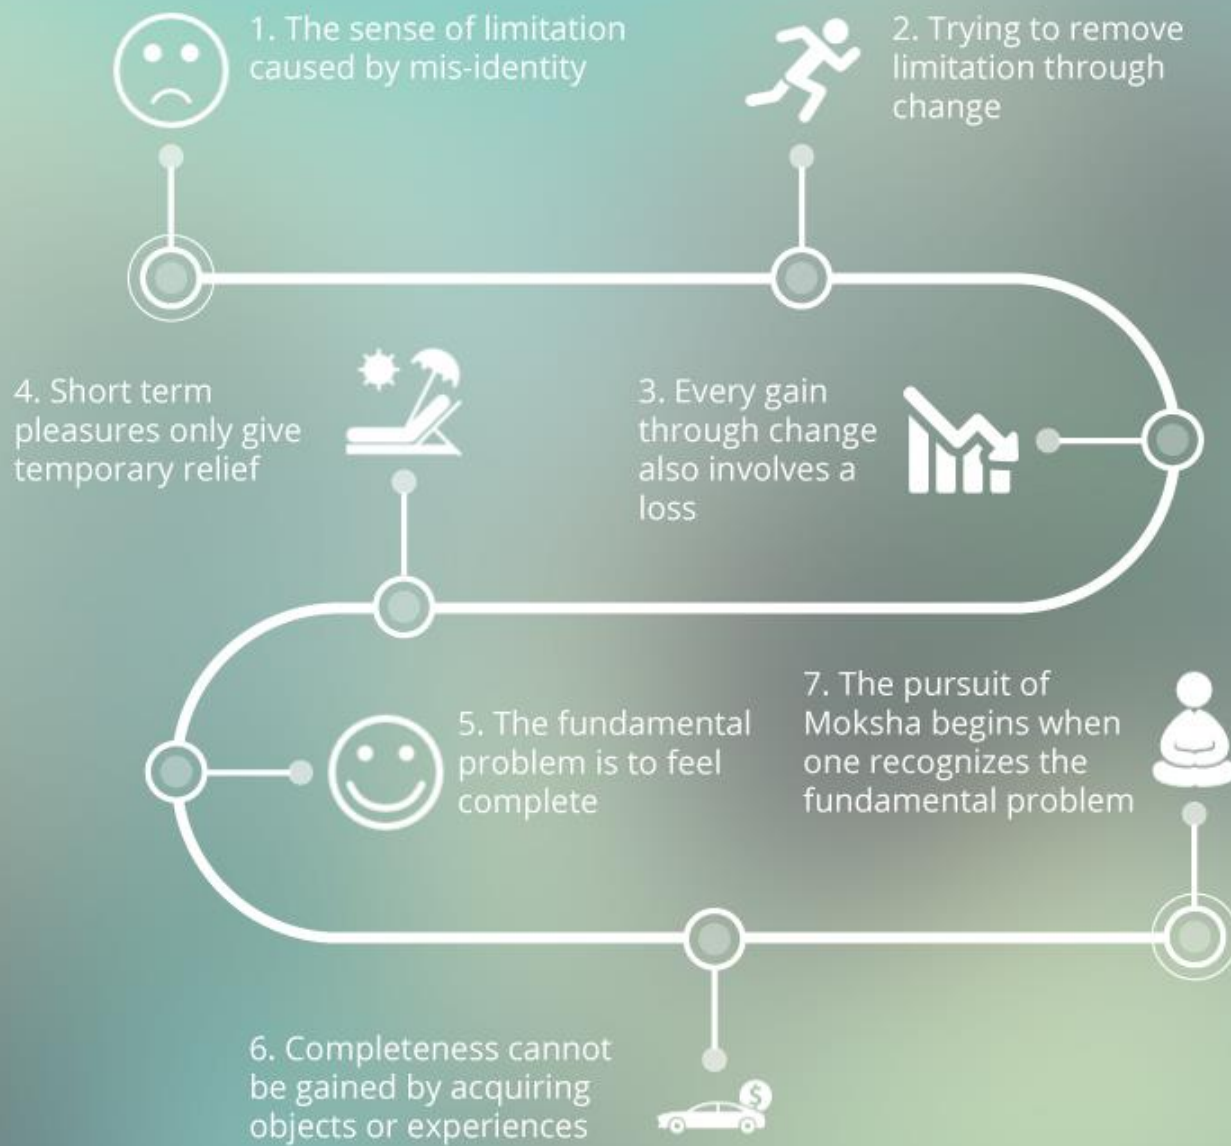 1. The sense of limitation
caused by mis-identity
2. Trying to remove
limitation through
change
3. Every gain
through change
also involves a
loss
4. Short term
pleasures only give
temporary relief
5. The fundamental
problem is to feel
complete
6. Completeness cannot
be gained by acquiring
objects or experiences
$
7. The pursuit of
Moksha begins when
one recognizes the
fundamental problem